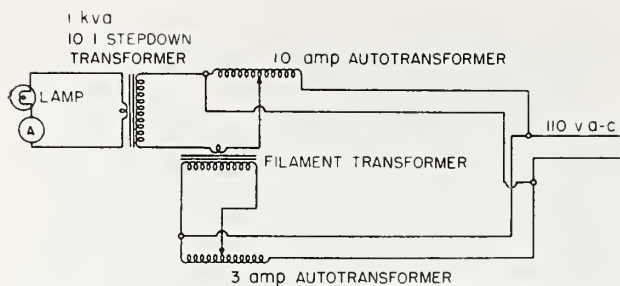 1 kva
10 1 STEPDOWN
TRANSFORMER
10 amp AUTOTRANSFORMER
LAMP
A
110 v a-c
FILAMENT TRANSFORMER
3 amp AUTOTRANSFORMER